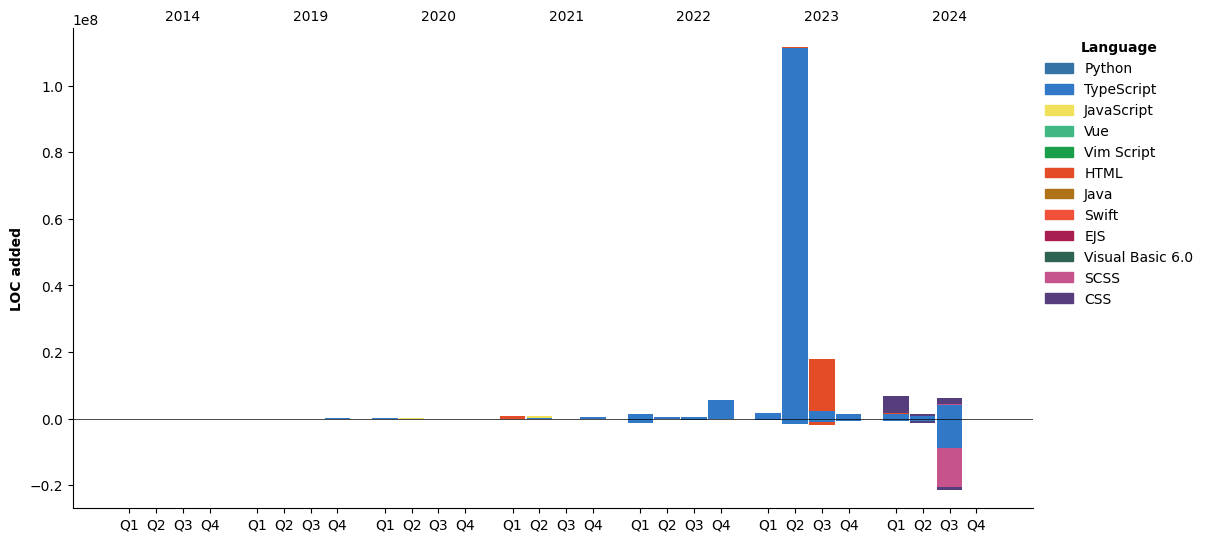 1e8
2014 2019 2020 2021 2022 2023 2024
LOC added
1.0
0.8
0.6
0.4
0.2
0.0
−0.2
Q1 Q2 Q3 Q4 Q1 Q2 Q3 Q4 Q1 Q2 Q3 Q4 Q1 Q2 Q3 Q4 Q1 Q2 Q3 Q4 Q1 Q2 Q3 Q4 Q1 Q2 Q3 Q4
Language
Python
TypeScript
JavaScript
Vue
Vim Script
HTML
Java
Swift
EJS
Visual Basic 6.0
SCSS
CSS